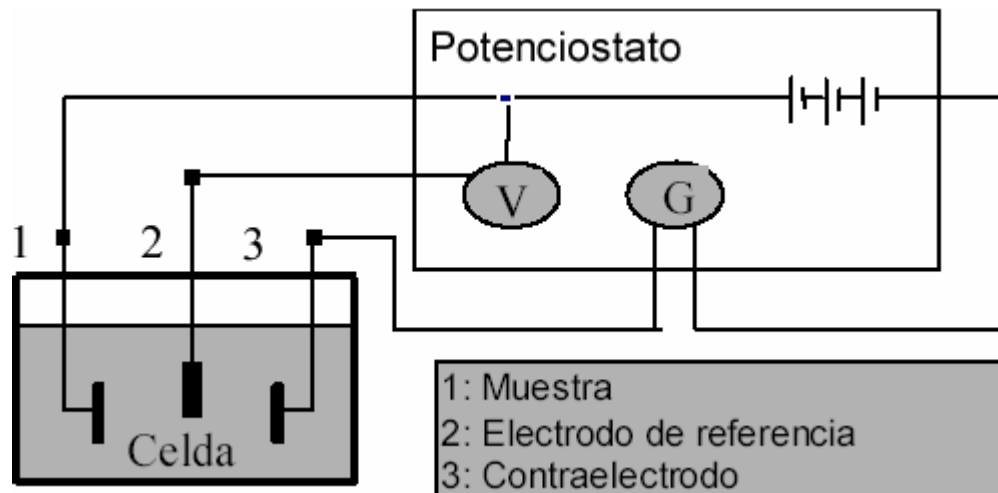 Potenciostato
V
G
1
2
3
Celda
1: Muestra
2: Electrodo de referencia
3: Contraelectrodo